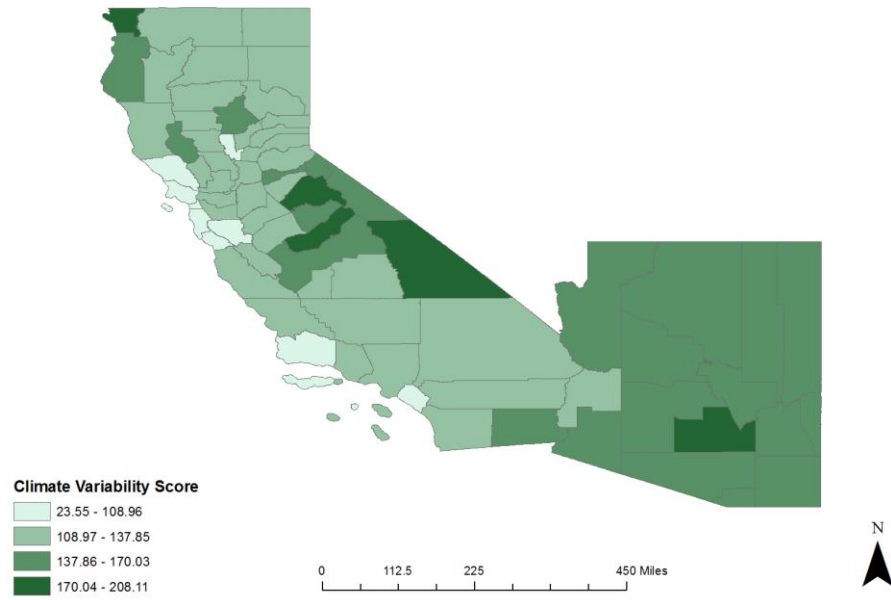 Climate Variability Score
23.55 - 108.96
108.97 - 137.85
137.86 - 170.03
170.04 - 208.11
0 112.5 225 450 Miles
N